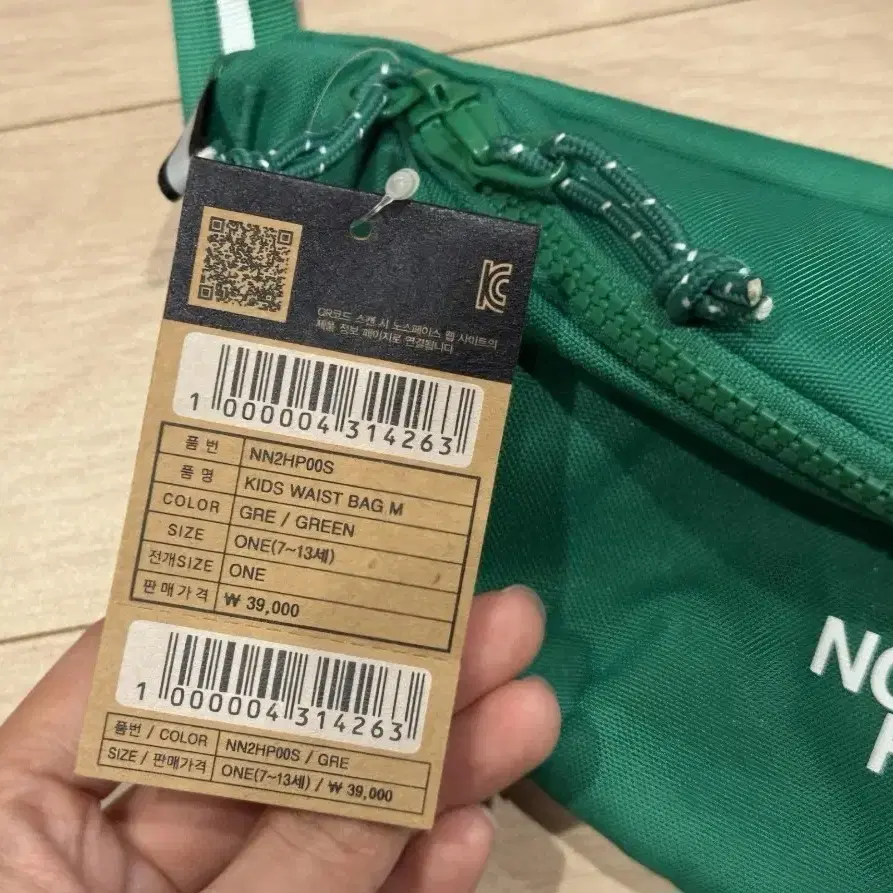 QR코드 스캔 시 노스페이스 웹 사이트의
제품 정보 페이지로 연결됩니다
1 000004 314263
품 번 NN2HP00S
품 명 KIDS WAIST BAG M
COLOR GRE / GREEN
SIZE ONE(7~13세)
전개SIZE ONE
판매가격 ₩ 39,000
1 000004 314263
품번 / COLOR NN2HP00S / GRE
SIZE / 판매가격 ONE(7~13세) / ₩ 39,000
NO